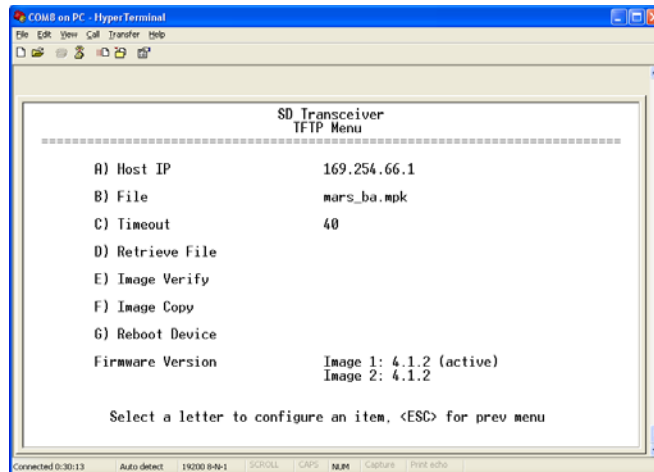 COM8 on PC - HyperTerminal
File Edit View Call Transfer Help
SD Transceiver
TFTP Menu
================================================================================
A) Host IP 169.254.66.1
B) File mars_ba.mpk
C) Timeout 40
D) Retrieve File
E) Image Verify
F) Image Copy
G) Reboot Device
Firmware Version Image 1: 4.1.2 (active)
Image 2: 4.1.2
Select a letter to configure an item, <ESC> for prev menu
Connected 0:30:13 Auto detect 19200 8-N-1 SCROLL CAPS NUM Capture Print echo